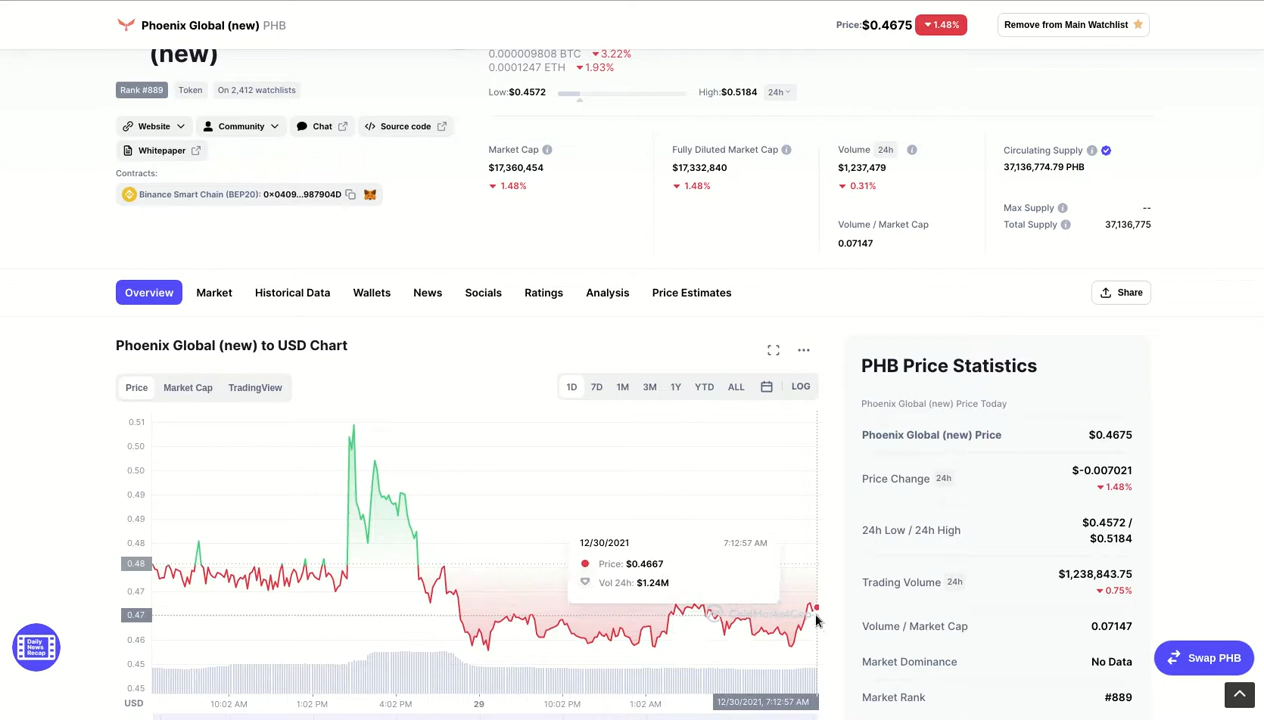 Phoenix Global (new) PHB
Price:$0.4675 1.48%
Remove from Main Watchlist
(new)
0.000009808 BTC 3.22%
0.0001247 ETH 1.93%
Rank #889 Token On 2,412 watchlists
Low:$0.4572 High:$0.5184 24h
Website Community Chat Source code
Whitepaper
Contracts:
Binance Smart Chain (BEP20): 0x0409...987904D
Market Cap
$17,360,454
1.48%
Fully Diluted Market Cap
$17,332,840
1.48%
Volume 24h
$1,237,479
0.31%
Volume / Market Cap
0.07147
Circulating Supply
37,136,774.79 PHB
Max Supply --
Total Supply 37,136,775
Overview Market Historical Data Wallets News Socials Ratings Analysis Price Estimates
Share
Phoenix Global (new) to USD Chart
Price Market Cap TradingView
1D 7D 1M 3M 1Y YTD ALL LOG
0.51
0.50
0.50
0.49
0.49
0.48
0.48
0.47
0.47
0.46
0.45
0.45
12/30/2021 7:12:57 AM
Price: $0.4667
Vol 24h: $1.24M
CoinMarketCap
USD 10:02 AM 1:02 PM 4:02 PM 29 10:02 PM 1:02 AM 12/30/2021, 7:12:57 AM
PHB Price Statistics
Phoenix Global (new) Price Today
Phoenix Global (new) Price $0.4675
Price Change 24h $-0.007021
1.48%
24h Low / 24h High $0.4572 /
$0.5184
Trading Volume 24h $1,238,843.75
0.75%
Volume / Market Cap 0.07147
Market Dominance No Data
Market Rank #889
Daily
News
Recap
Swap PHB